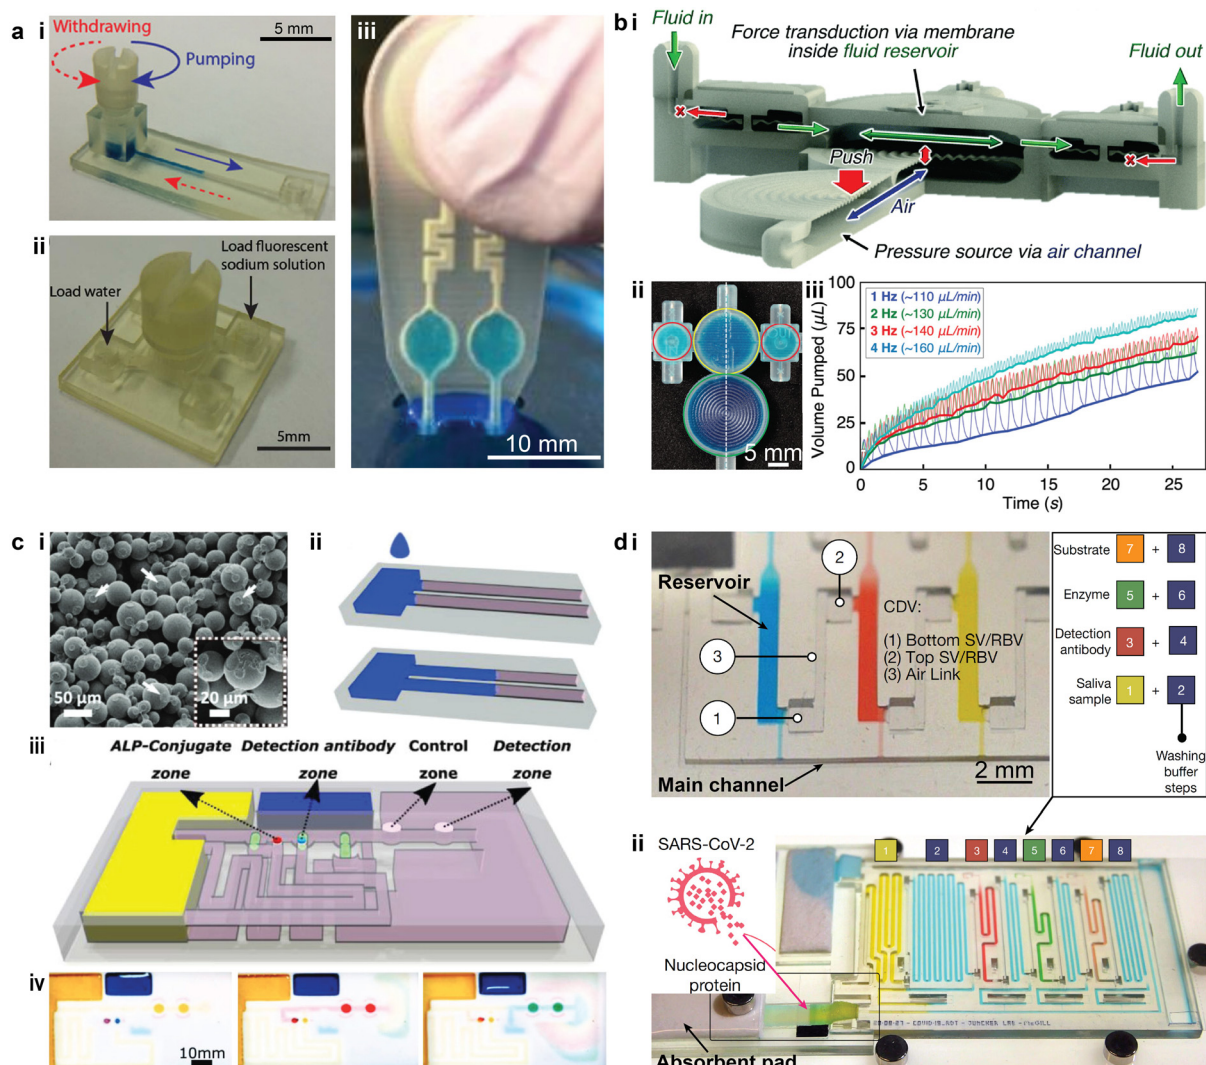 a i
Withdrawing
Pumping
5 mm
ii
Load water
Load fluorescent
sodium solution
5mm
iii
10 mm
b i
Fluid in
Force transduction via membrane
inside fluid reservoir
Fluid out
Push
Air
Pressure source via air channel
ii
5 mm
iii
Volume Pumped (µL)
100
75
50
25
0
1 Hz (~110 µL/min)
2 Hz (~130 µL/min)
3 Hz (~140 µL/min)
4 Hz (~160 µL/min)
0 5 10 15 20 25
Time (s)
c i
50 µm
20 µm
ii
iii
ALP-Conjugate
zone
Detection antibody
zone
Control
zone
Detection
zone
iv
10mm
d i
Reservoir
2
3
1
CDV:
(1) Bottom SV/RBV
(2) Top SV/RBV
(3) Air Link
Main channel
2 mm
Substrate 7 + 8
Enzyme 5 + 6
Detection
antibody 3 + 4
Saliva
sample 1 + 2
Washing
buffer
steps
ii
SARS-CoV-2
Nucleocapsid
protein
Absorbent pad
1 2 3 4 5 6 7 8